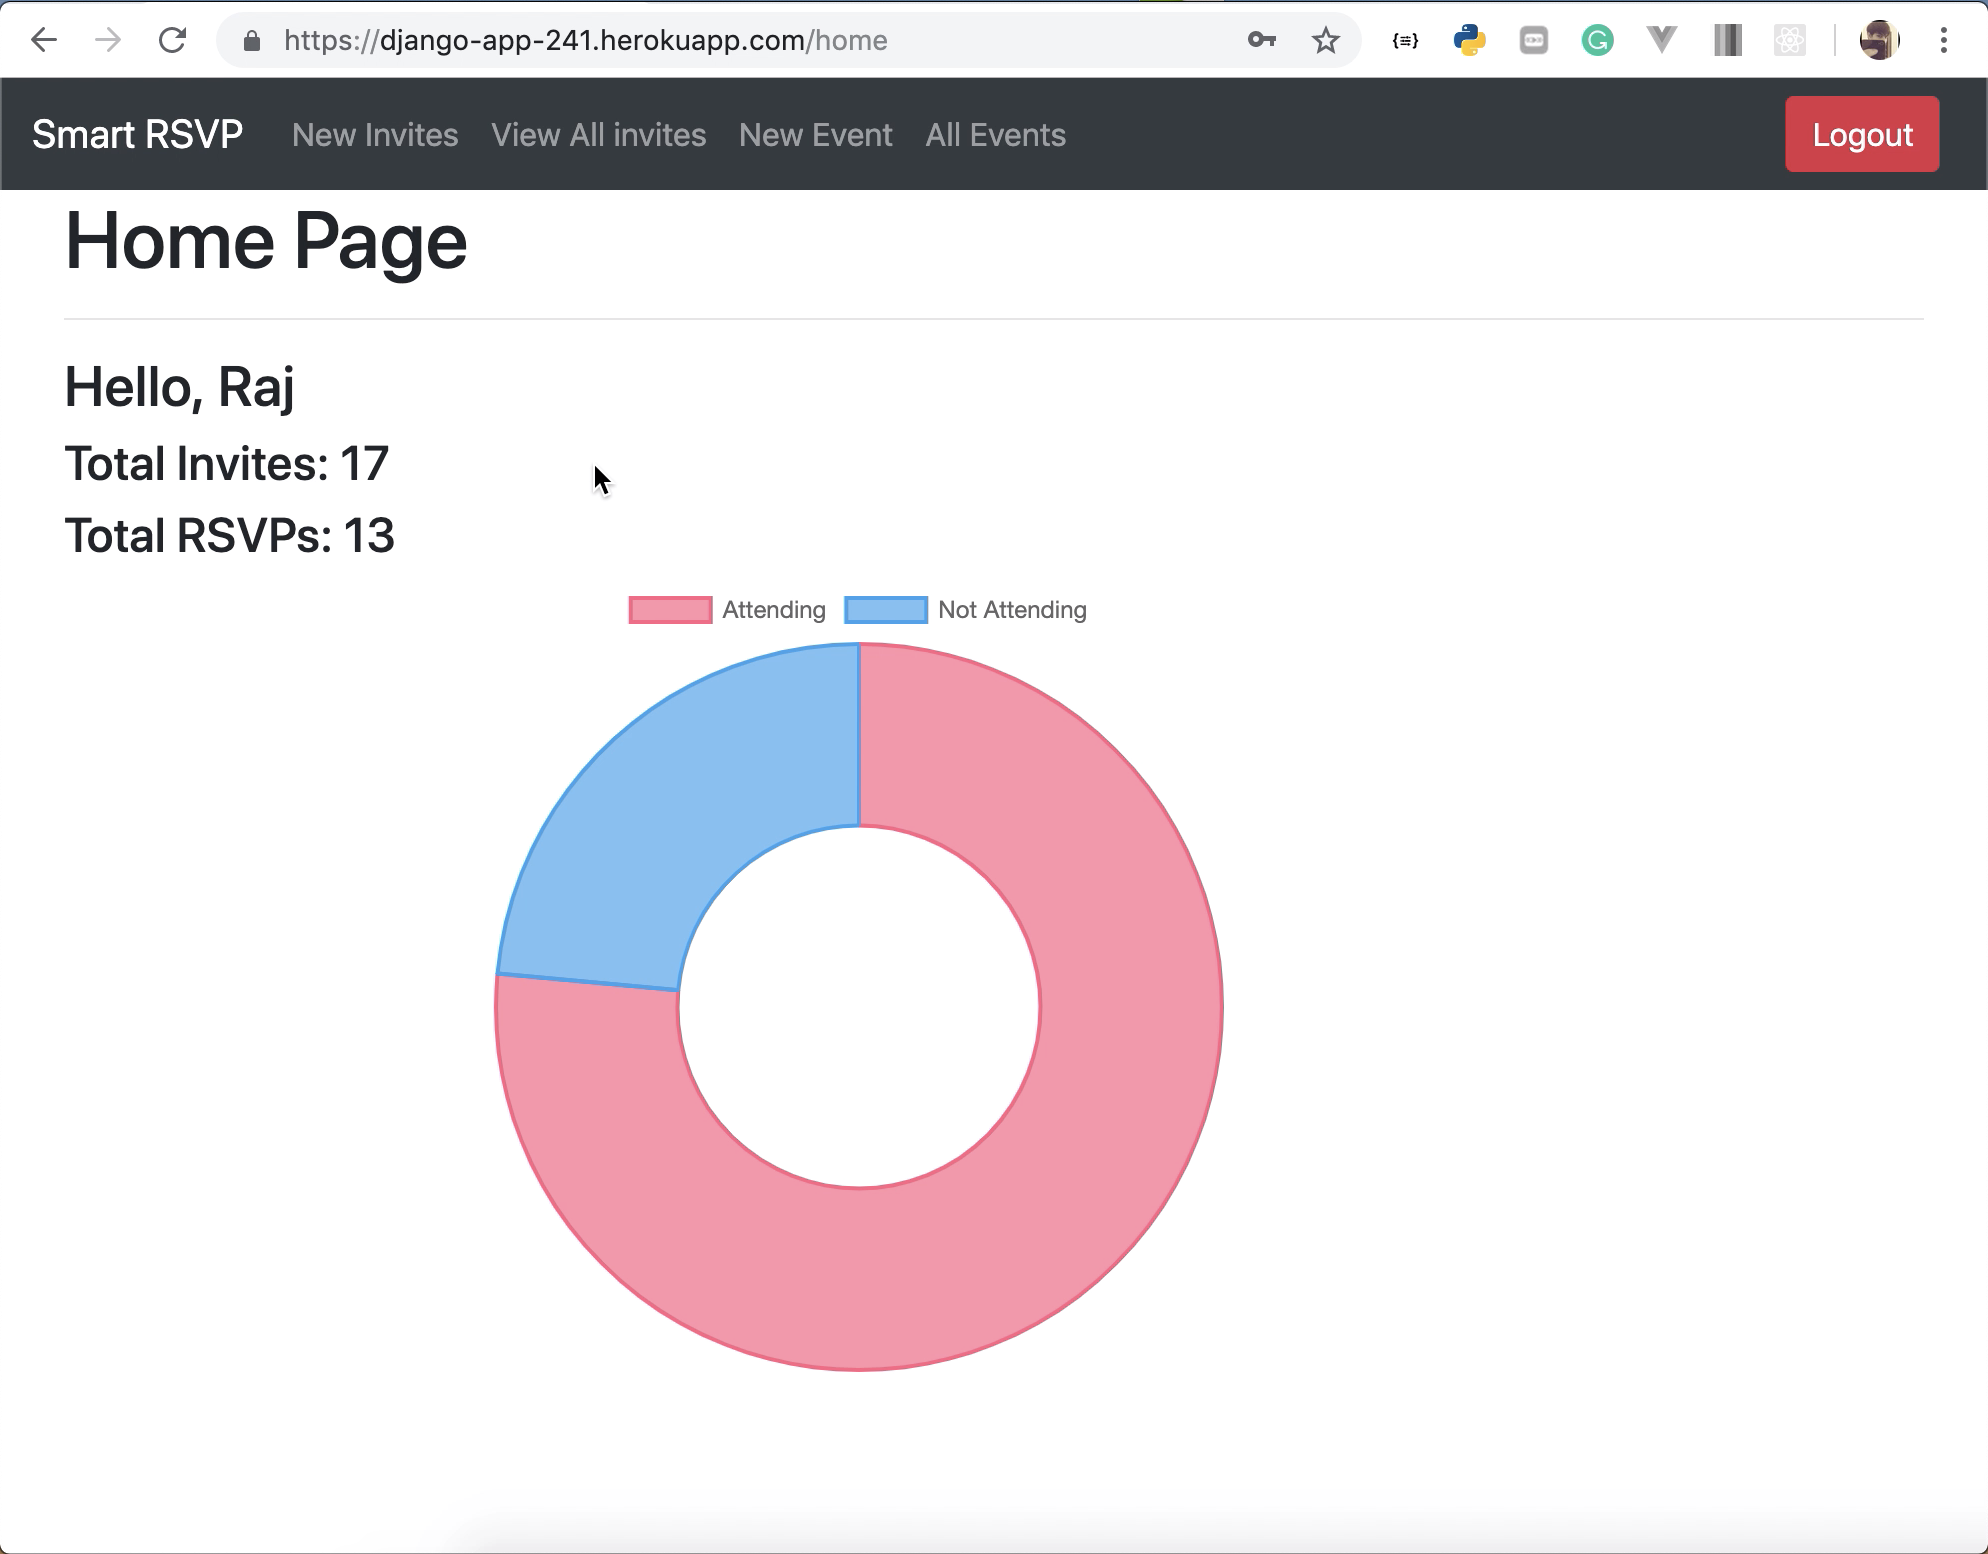 https://django-app-241.herokuapp.com/home
Smart RSVP New Invites View All invites New Event All Events Logout
Home Page
Hello, Raj
Total Invites: 17
Total RSVPs: 13
Attending Not Attending